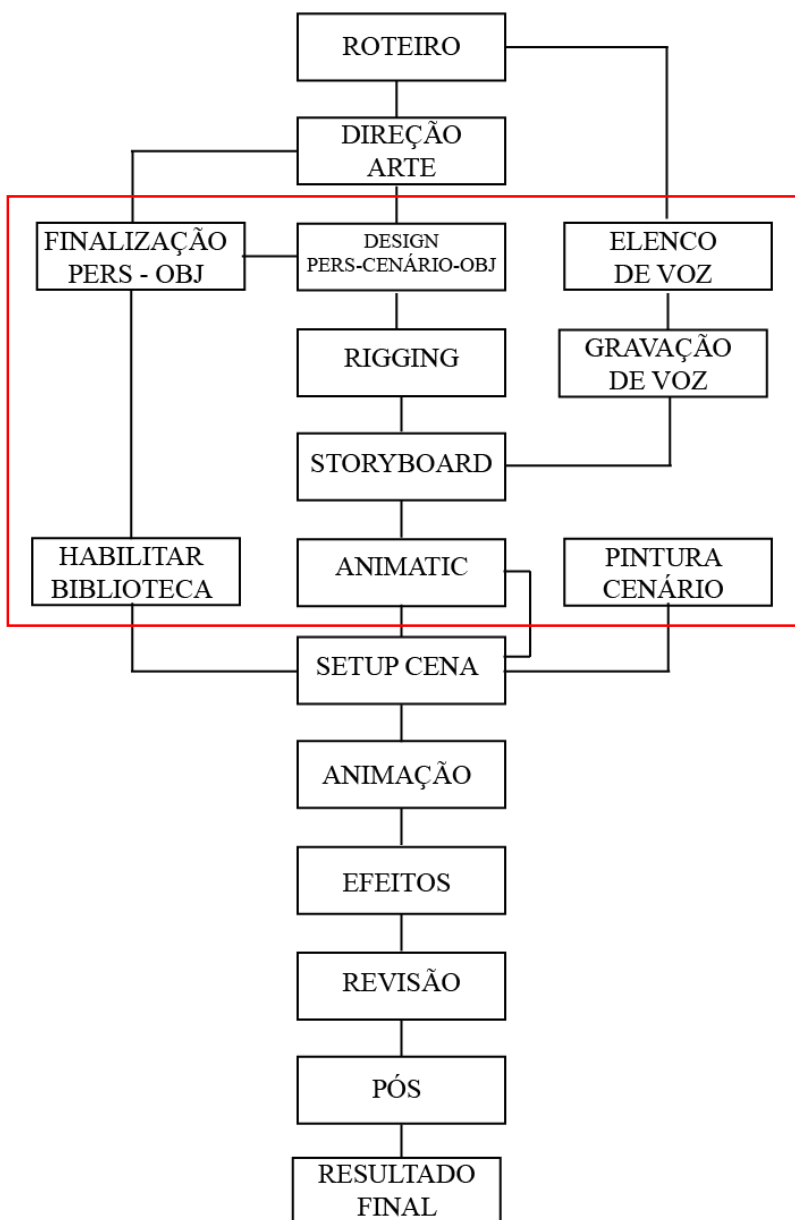 ROTEIRO
DIREÇÃO
ARTE
FINALIZAÇÃO
PERS - OBJ
DESIGN
PERS-CENÁRIO-OBJ
ELENCO
DE VOZ
RIGGING
GRAVAÇÃO
DE VOZ
STORYBOARD
HABILITAR
BIBLIOTECA
ANIMATIC
PINTURA
CENÁRIO
SETUP CENA
ANIMAÇÃO
EFEITOS
REVISÃO
PÓS
RESULTADO
FINAL